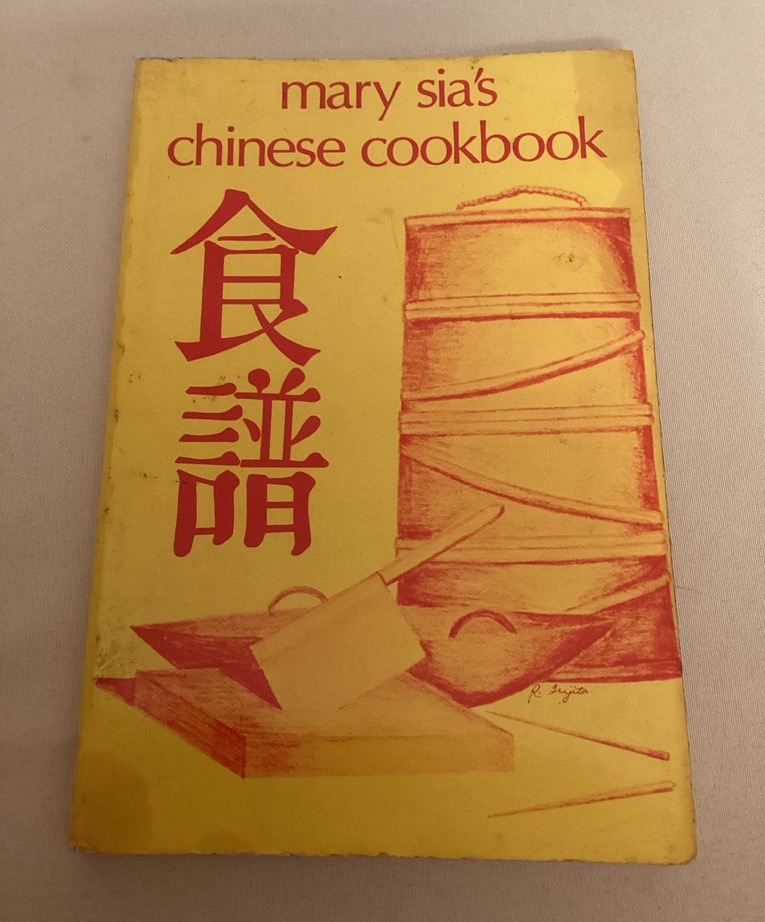 mary sia's
chinese cookbook
食
譜
R. Fujita